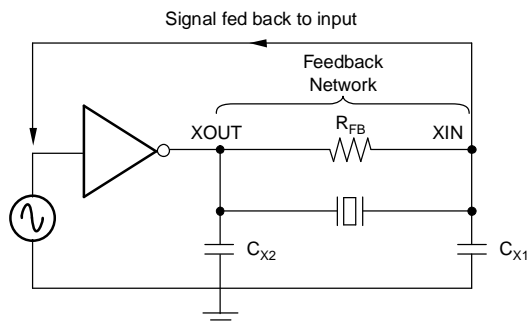 Signal fed back to input
Feedback
Network
XOUT
R_FB
XIN
C_X2
C_X1